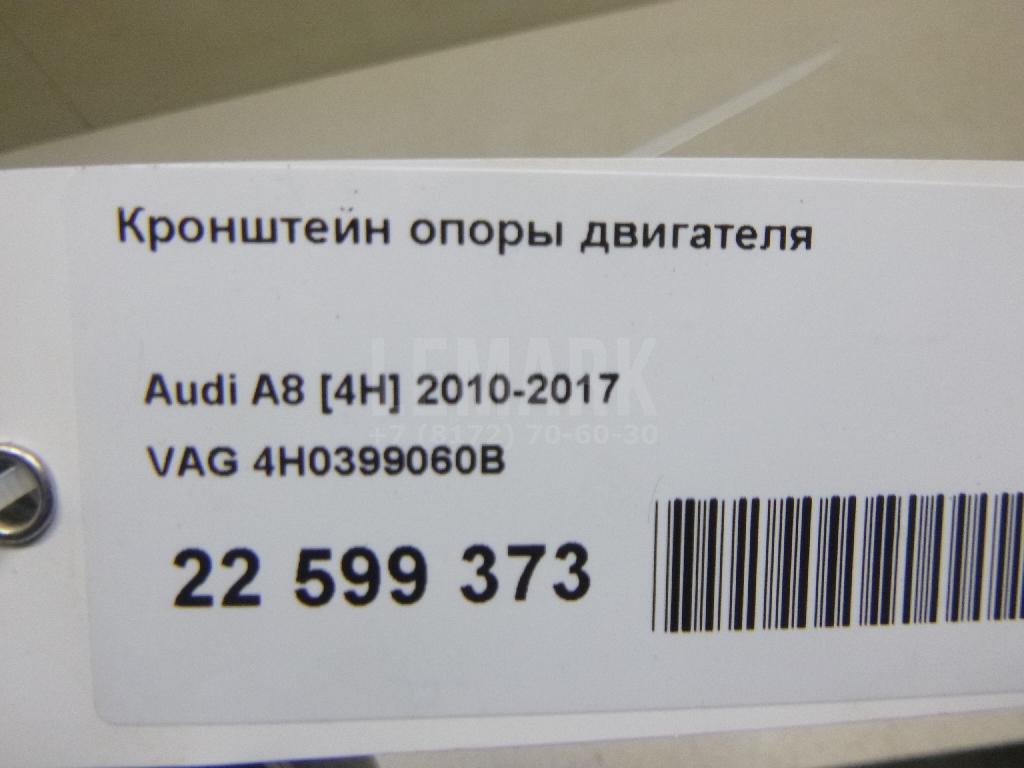 Кронштейн опоры двигателя
LEMARK
Audi A8 [4H] 2010-2017
+7 (8172) 70-60-30
VAG 4H0399060B
22 599 373